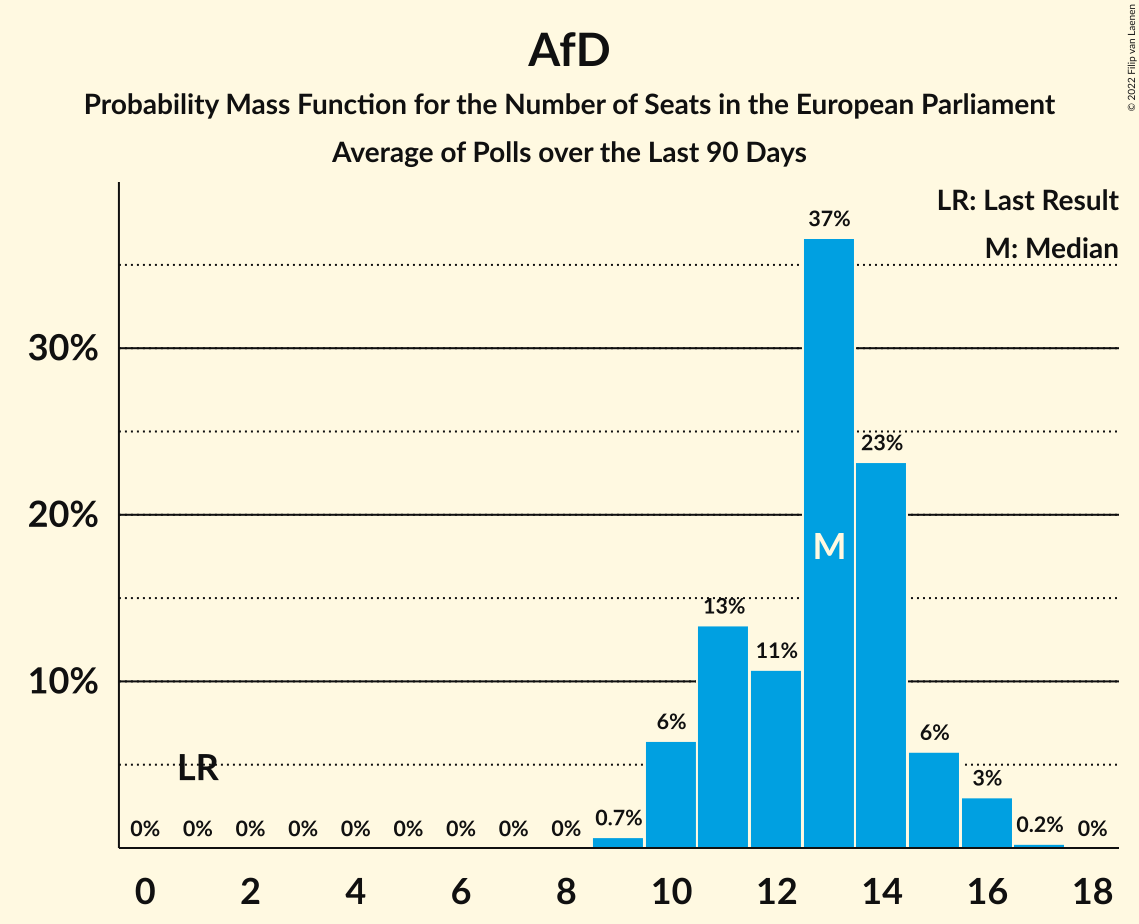 AfD
Probability Mass Function for the Number of Seats in the European Parliament
Average of Polls over the Last 90 Days
© 2022 Filip van Laenen
LR: Last Result
M: Median
37%
30%
23%
20%
M
13%
11%
10%
6%
6%
LR
3%
0% 0% 0% 0% 0% 0% 0% 0% 0% 0.7% 0.2% 0%
0 2 4 6 8 10 12 14 16 18